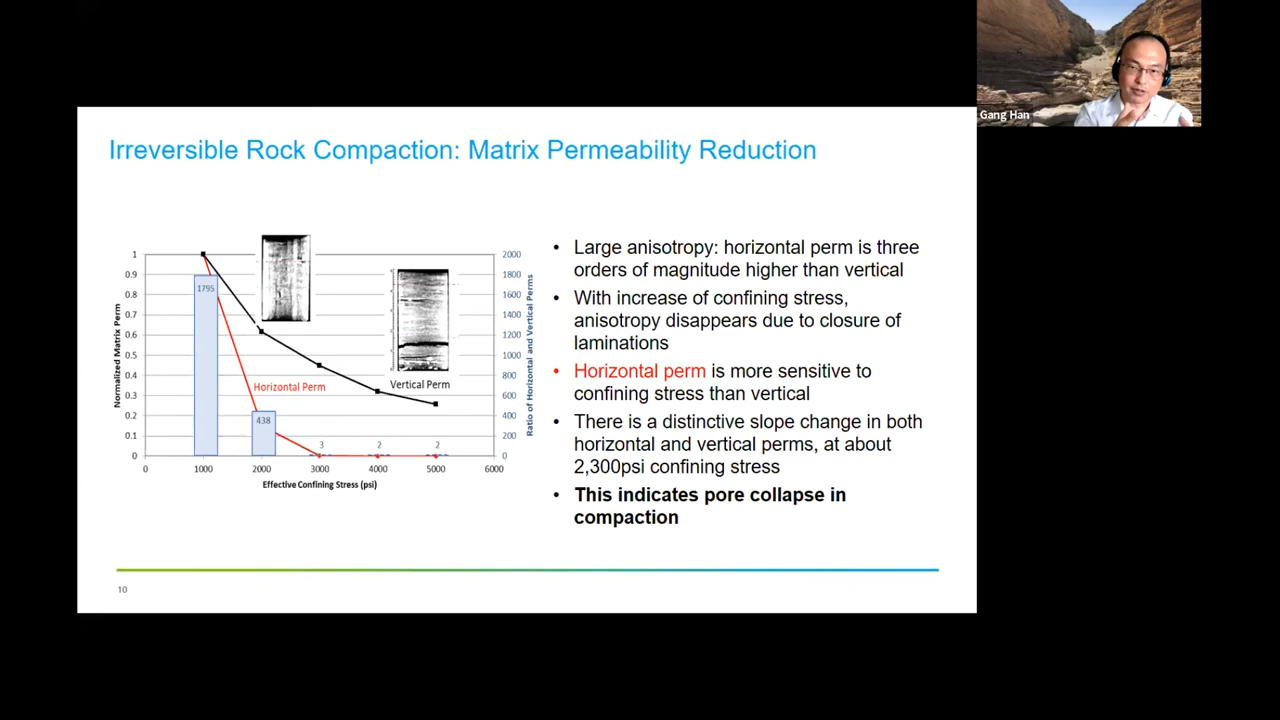 Gang Han
Irreversible Rock Compaction: Matrix Permeability Reduction
1
0.9
0.8
0.7
0.6
0.5
0.4
0.3
0.2
0.1
0
Normalized Matrix Perm
2000
1800
1600
1400
1200
1000
800
600
400
200
0
Ratio of Horizontal and Vertical Perms
1795
438
3
2
2
Horizontal Perm
Vertical Perm
0 1000 2000 3000 4000 5000 6000
Effective Confining Stress (psi)
• Large anisotropy: horizontal perm is three
orders of magnitude higher than vertical
• With increase of confining stress,
anisotropy disappears due to closure of
laminations
• Horizontal perm is more sensitive to
confining stress than vertical
• There is a distinctive slope change in both
horizontal and vertical perms, at about
2,300psi confining stress
• This indicates pore collapse in
compaction
10